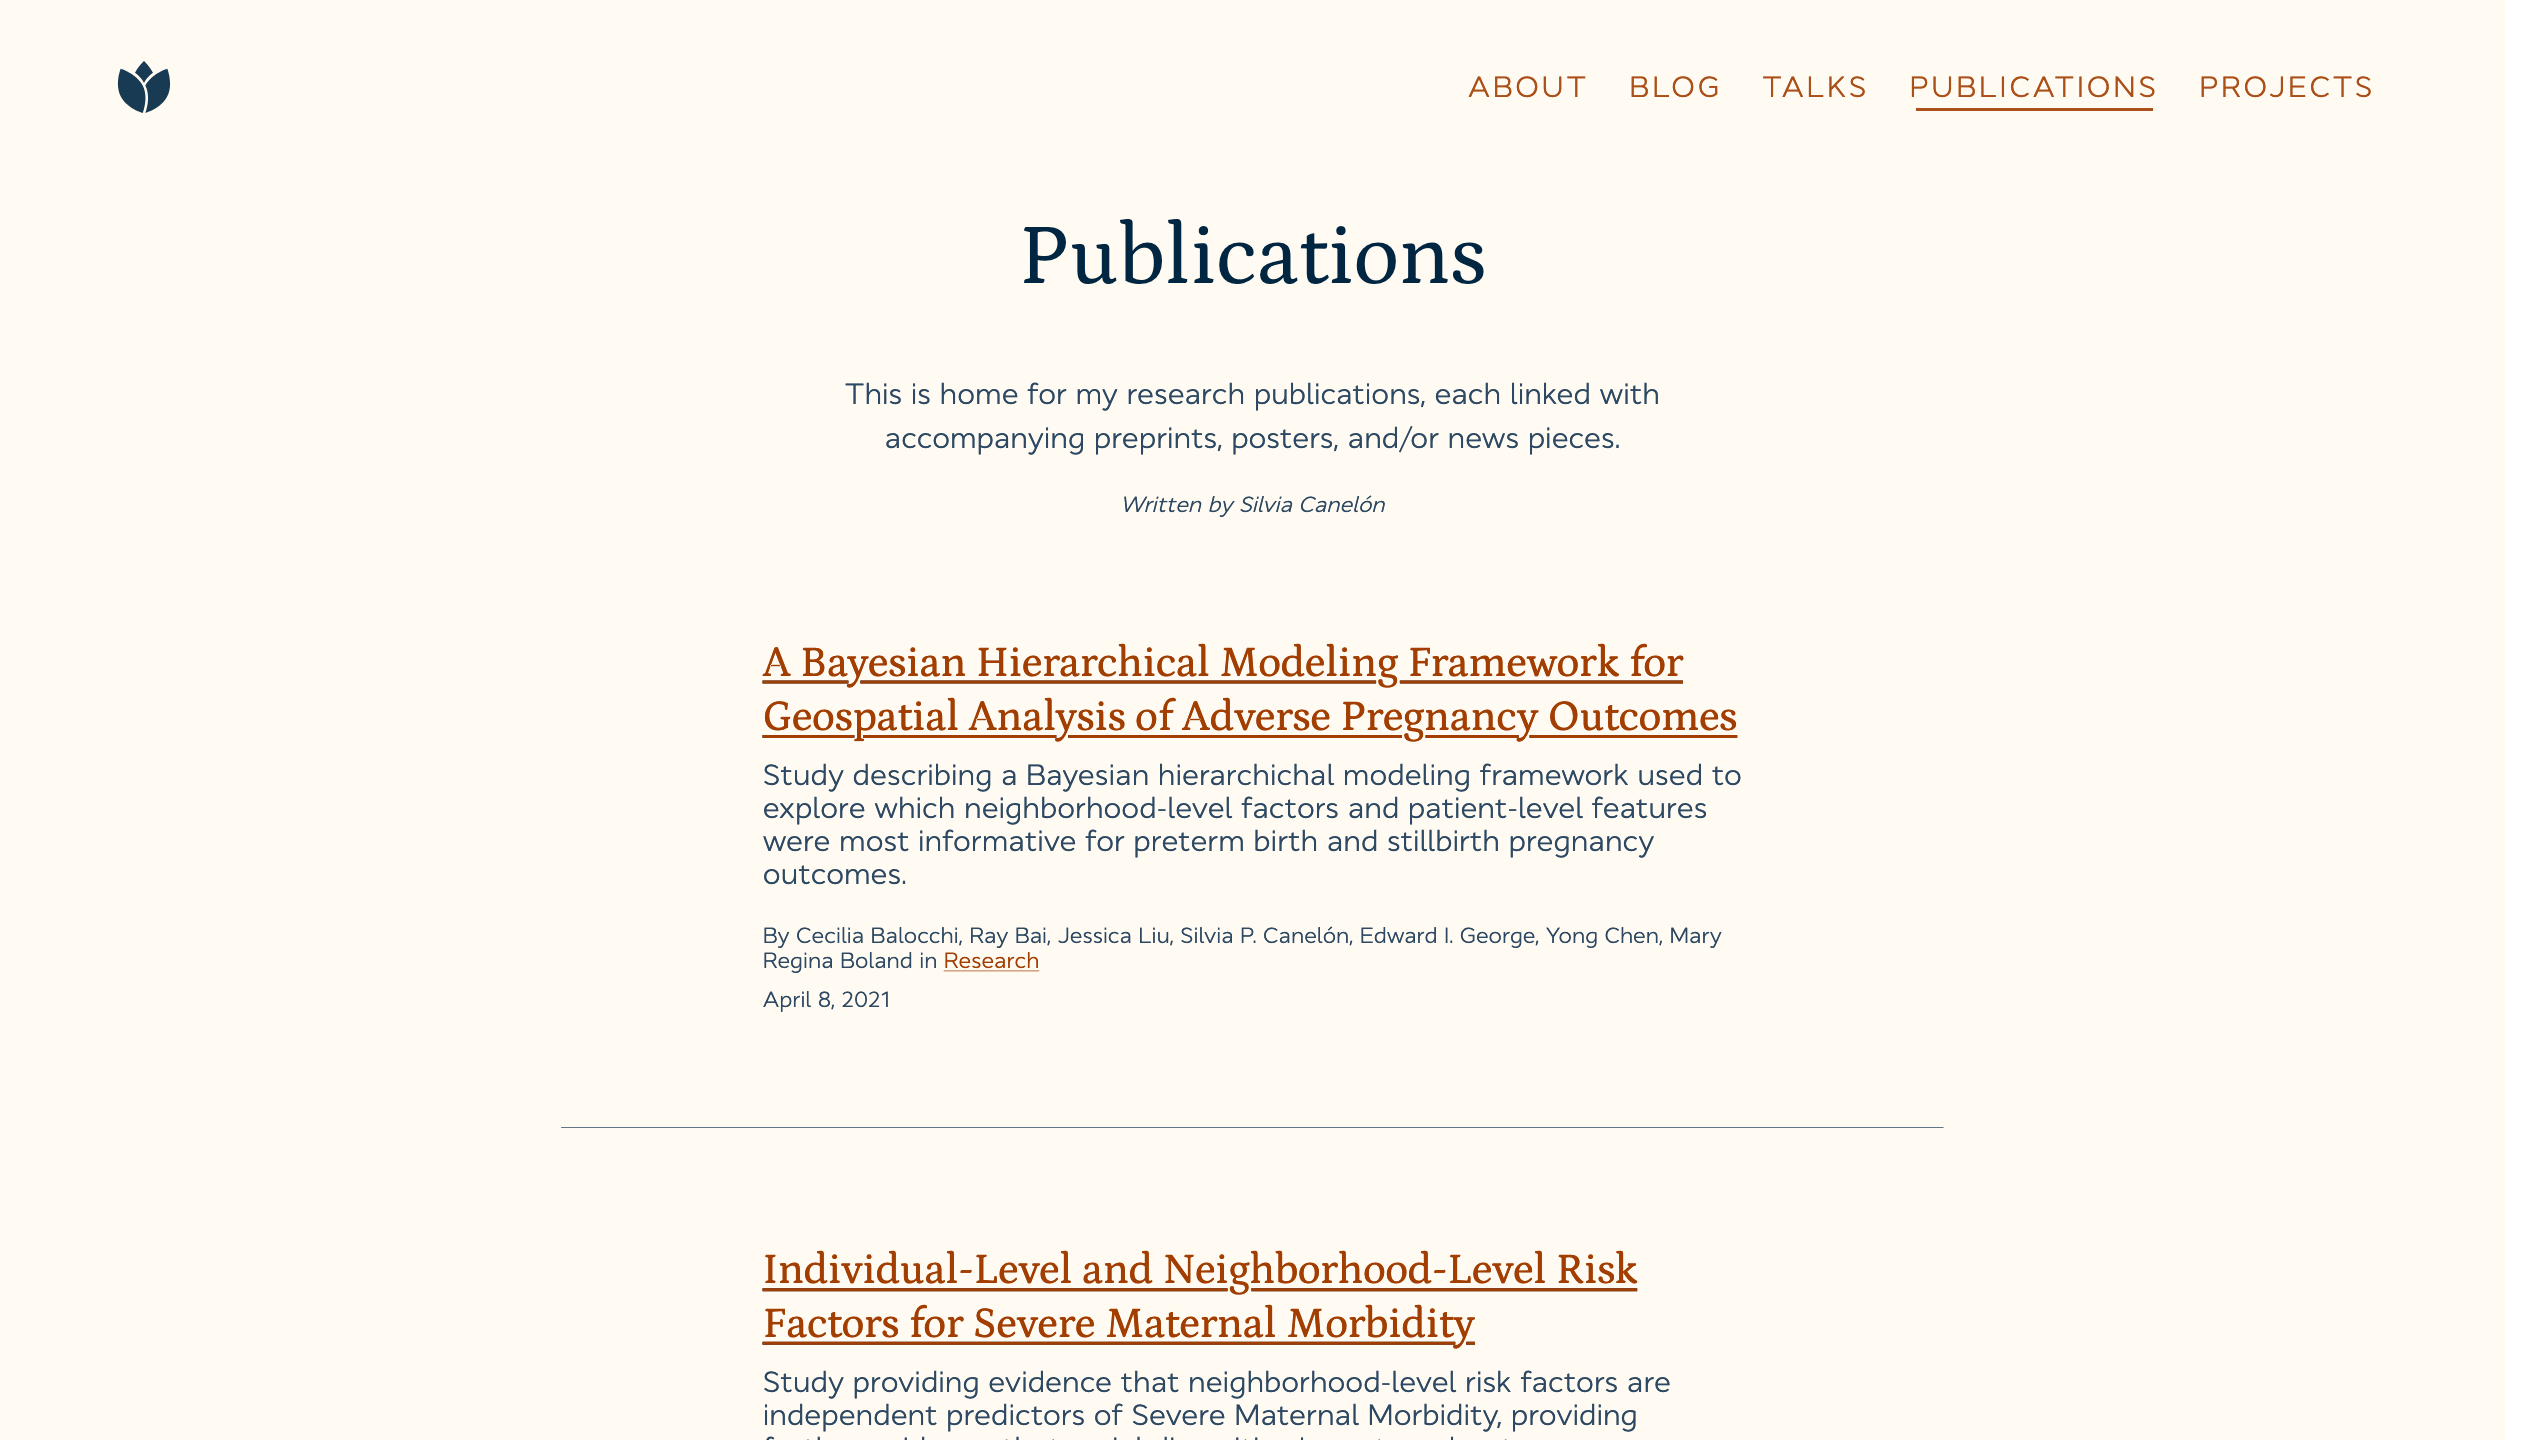 ABOUT BLOG TALKS PUBLICATIONS PROJECTS
Publications
This is home for my research publications, each linked with
accompanying preprints, posters, and/or news pieces.
Written by Silvia Canelón
A Bayesian Hierarchical Modeling Framework for
Geospatial Analysis of Adverse Pregnancy Outcomes
Study describing a Bayesian hierarchichal modeling framework used to
explore which neighborhood-level factors and patient-level features
were most informative for preterm birth and stillbirth pregnancy
outcomes.
By Cecilia Balocchi, Ray Bai, Jessica Liu, Silvia P. Canelón, Edward I. George, Yong Chen, Mary
Regina Boland in Research
April 8, 2021
Individual-Level and Neighborhood-Level Risk
Factors for Severe Maternal Morbidity
Study providing evidence that neighborhood-level risk factors are
independent predictors of Severe Maternal Morbidity, providing